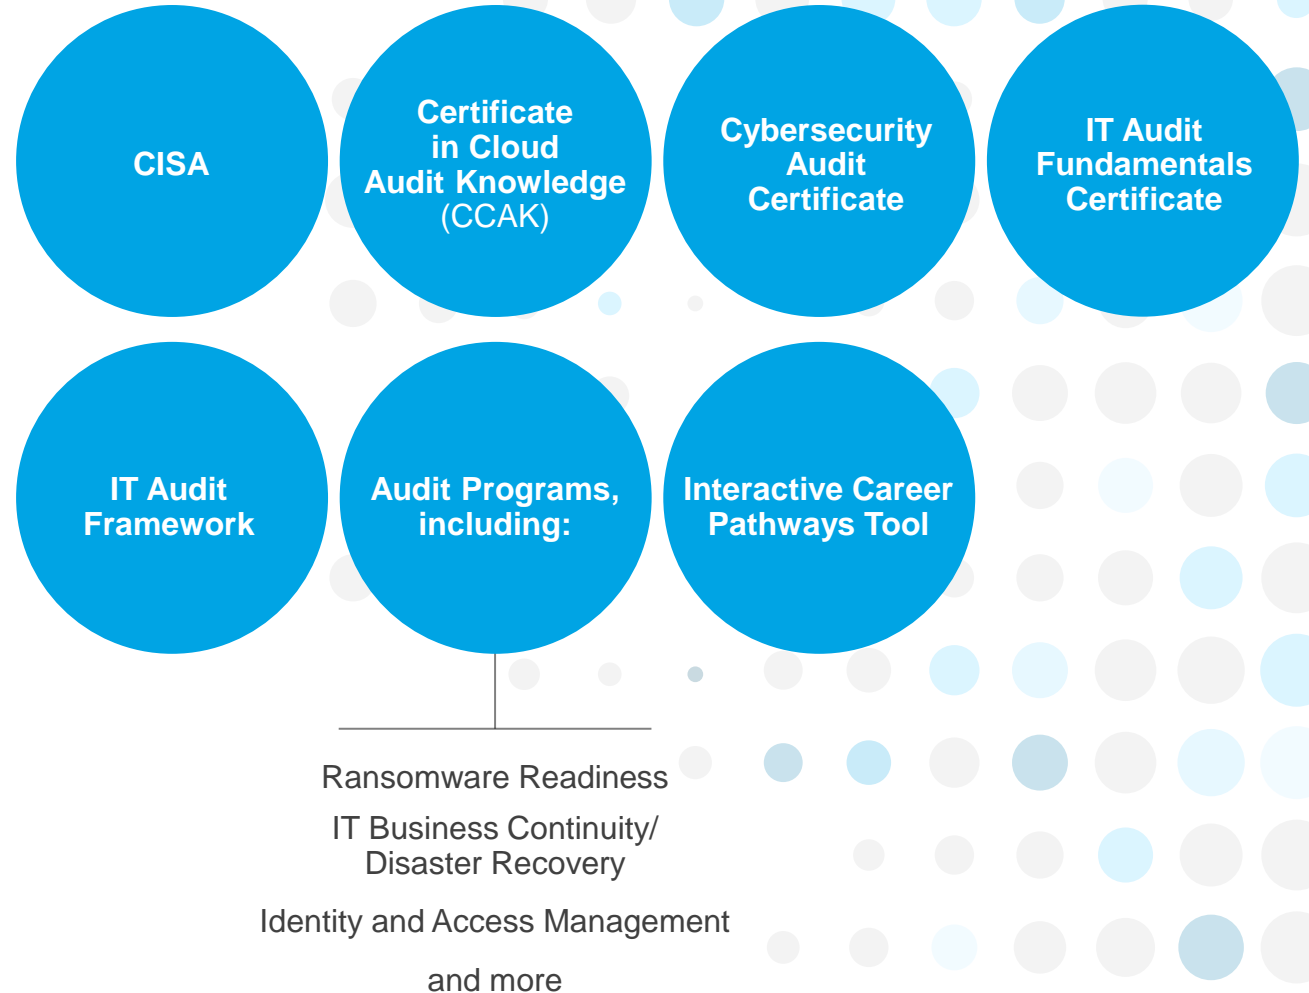 CISA
Certificate
in Cloud
Audit Knowledge
(CCAK)
Cybersecurity
Audit
Certificate
IT Audit
Fundamentals
Certificate
IT Audit
Framework
Audit Programs,
including:
Interactive Career
Pathways Tool
Ransomware Readiness
IT Business Continuity/
Disaster Recovery
Identity and Access Management
and more